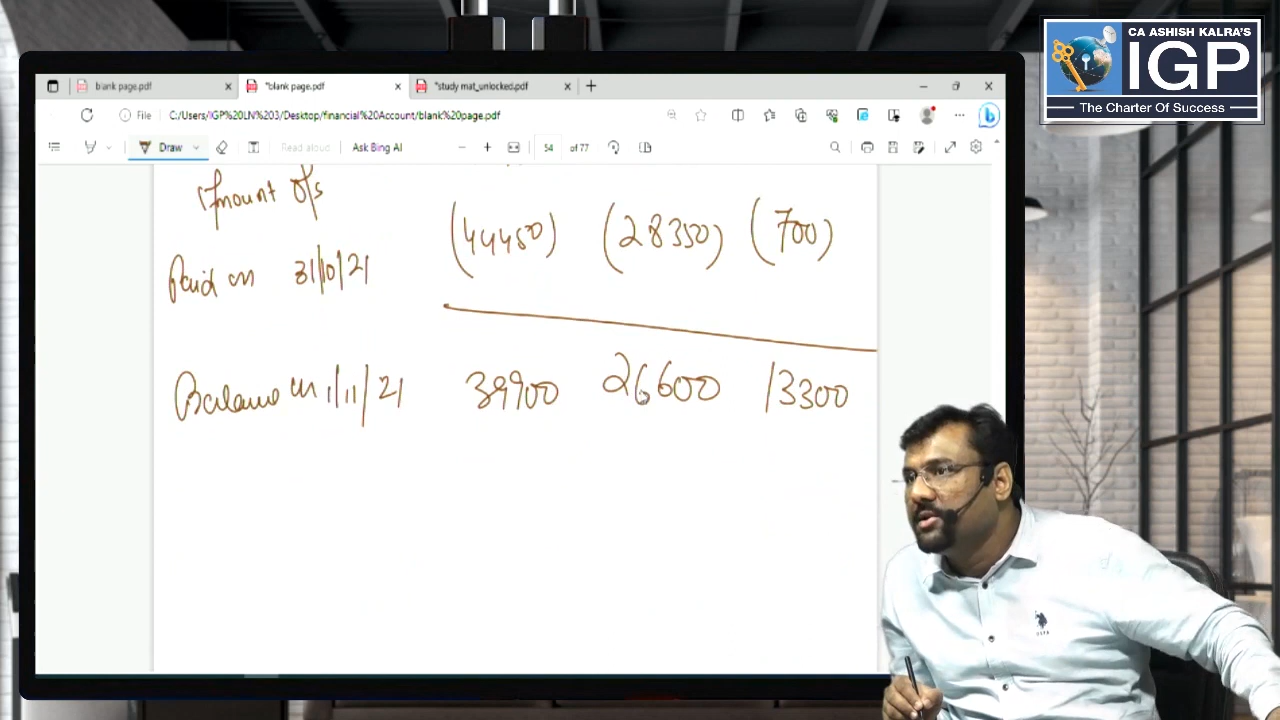 CA ASHISH KALRA'S
IGP
The Charter Of Success
blank page.pdf
*blank page.pdf
*study mat_unlocked.pdf
File C:/Users/IGP%20LN%203/Desktop/financial%20Account/blank%20page.pdf
Draw Read aloud Ask Bing AI 54 of 77
Amount O/s
(44450) (28350) (700)
Paid on 31/10/21
Balance on 1/11/21 39900 26600 13300